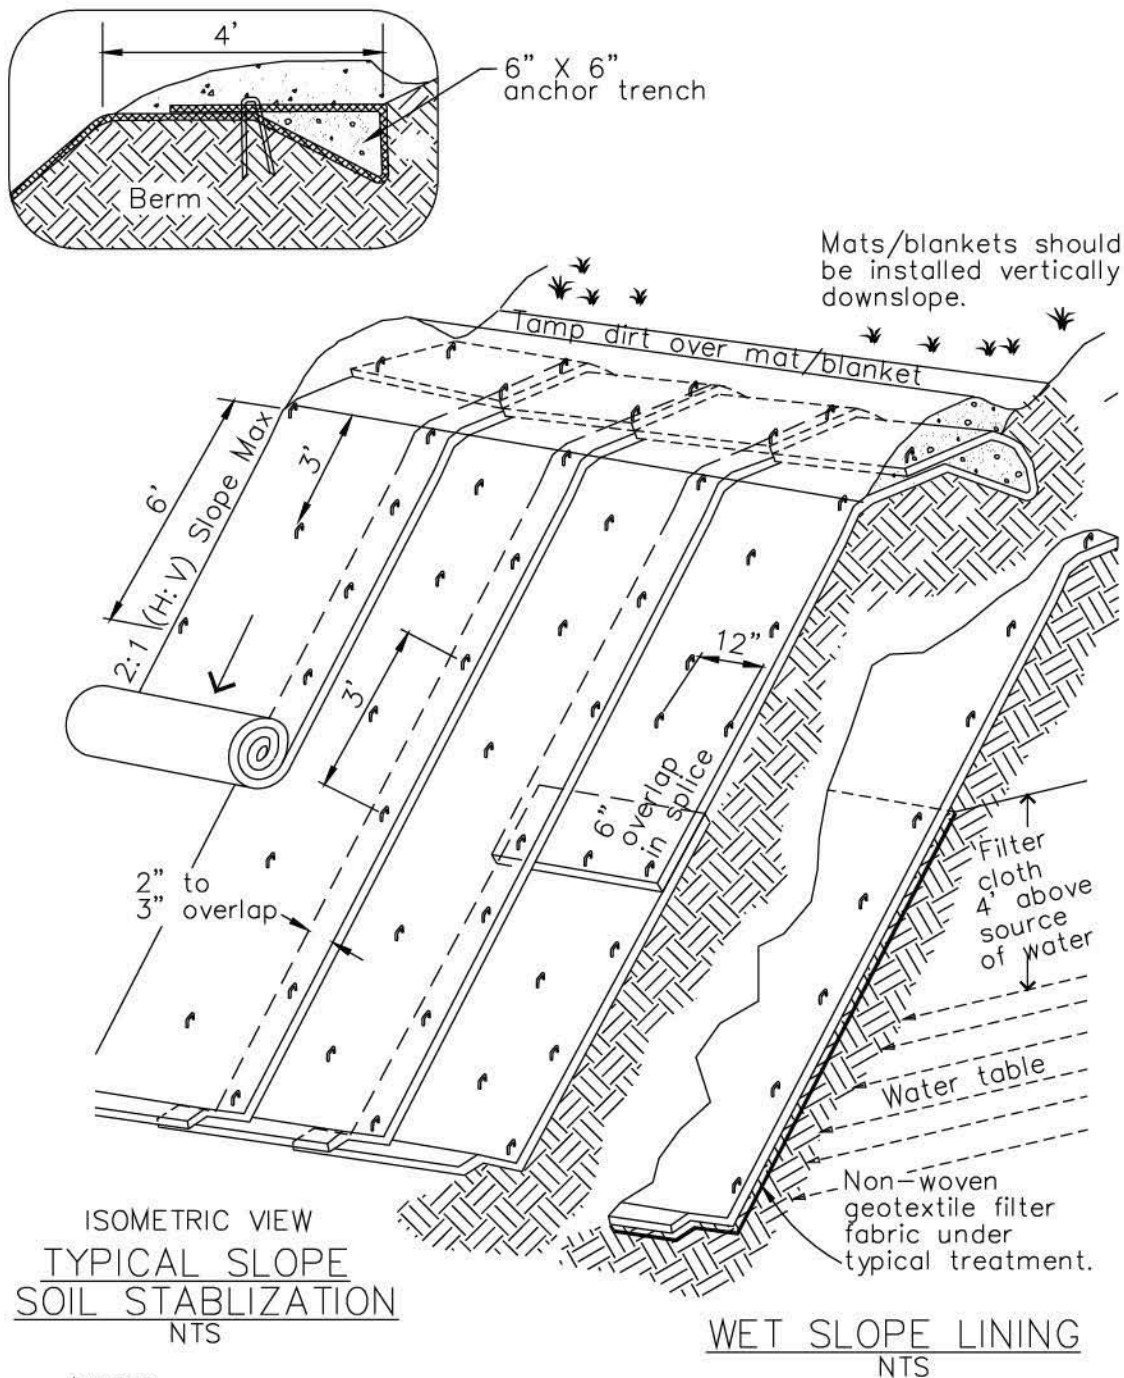 4'
6" X 6"
anchor trench
Berm
Mats/blankets should
be installed vertically
downslope.
Tamp dirt over mat/blanket
6'
3'
2:1 (H:V) Slope Max
12"
3'
6"
overlap
in splice
2" to
3" overlap
Filter
cloth
4' above
source
of water
Water table
Non-woven
geotextile filter
fabric under
typical treatment.
ISOMETRIC VIEW
TYPICAL SLOPE
SOIL STABLIZATION
NTS
WET SLOPE LINING
NTS